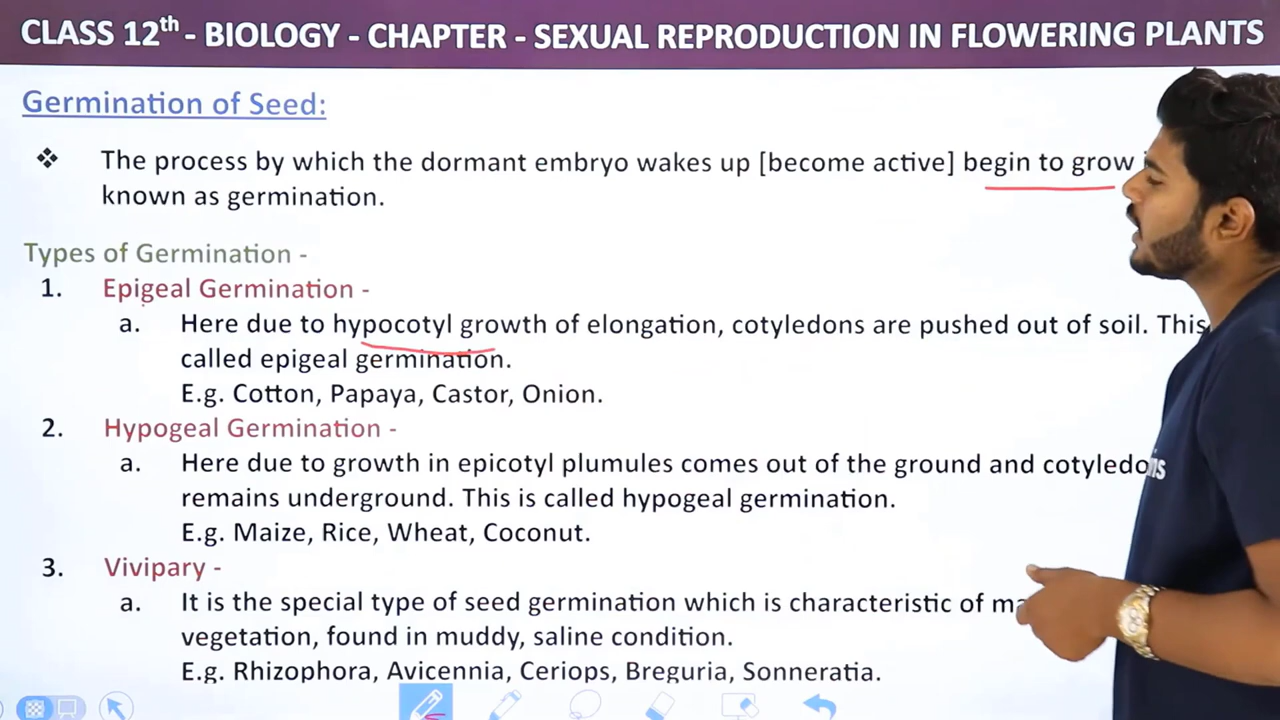 CLASS 12th - BIOLOGY - CHAPTER - SEXUAL REPRODUCTION IN FLOWERING PLANTS
Germination of Seed:
❖ The process by which the dormant embryo wakes up [become active] begin to grow
known as germination.
Types of Germination -
1. Epigeal Germination -
a. Here due to hypocotyl growth of elongation, cotyledons are pushed out of soil. This
called epigeal germination.
E.g. Cotton, Papaya, Castor, Onion.
2. Hypogeal Germination -
a. Here due to growth in epicotyl plumules comes out of the ground and
remains underground. This is called hypogeal germination.
E.g. Maize, Rice, Wheat, Coconut.
3. Vivipary -
a. It is the special type of seed germination which is characteristic of
vegetation, found in muddy, saline condition.
E.g. Rhizophora, Avicennia, Ceriops, Breguria, Sonneratia.